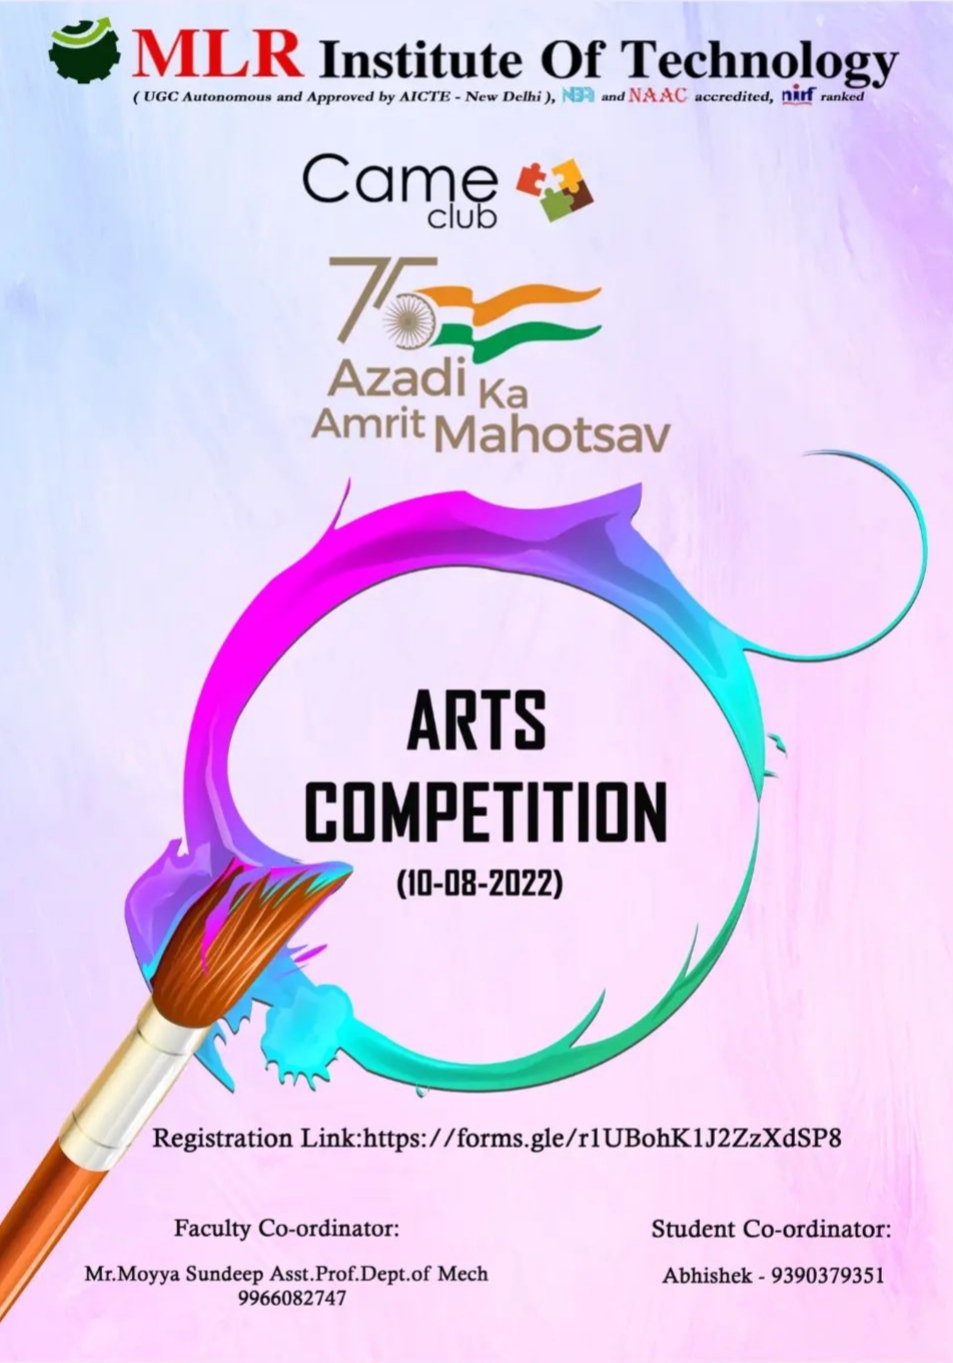 MLR Institute Of Technology
( UGC Autonomous and Approved by AICTE - New Delhi ), NBA and NAAC accredited, nirf ranked
Came
club
75
Azadi Ka
Amrit Mahotsav
ARTS
COMPETITION
(10-08-2022)
Registration Link:https://forms.gle/r1UBohK1J2ZzXdSP8
Faculty Co-ordinator:
Mr.Moyya Sundeep Asst.Prof.Dept.of Mech
9966082747
Student Co-ordinator:
Abhishek - 9390379351